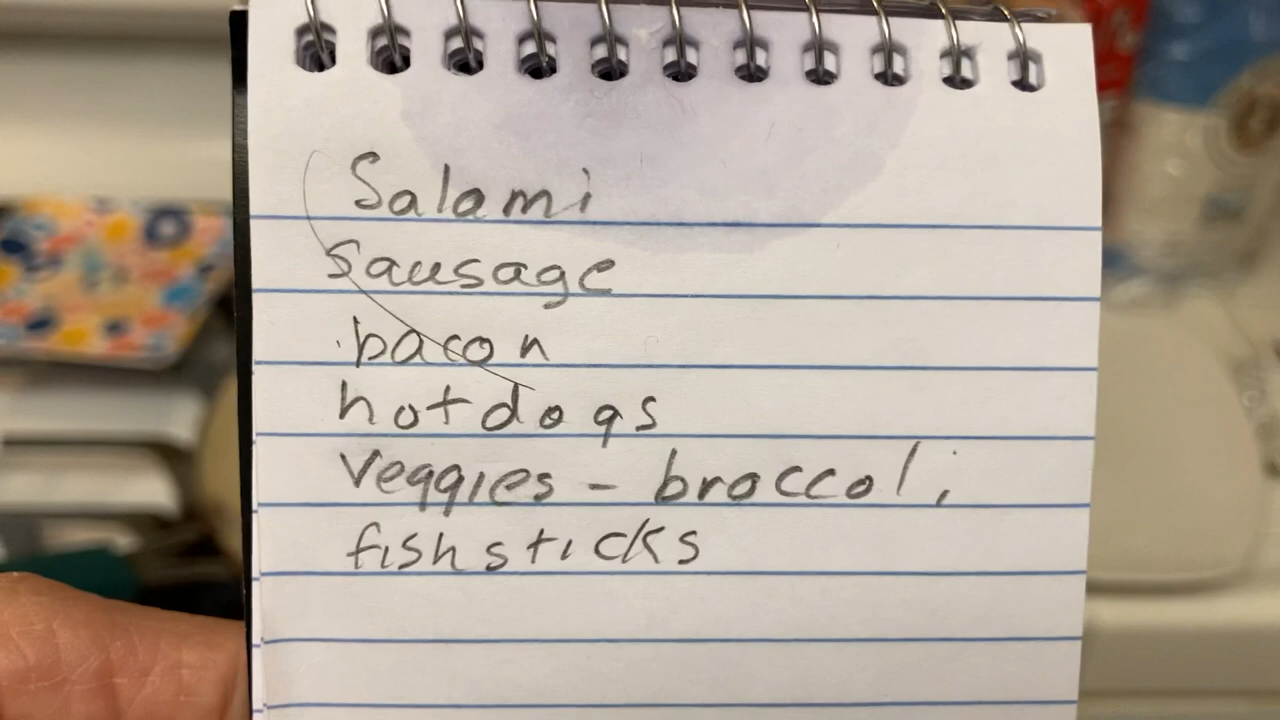 Salami
Sausage
bacon
hotdogs
Veggies - broccoli
fishsticks